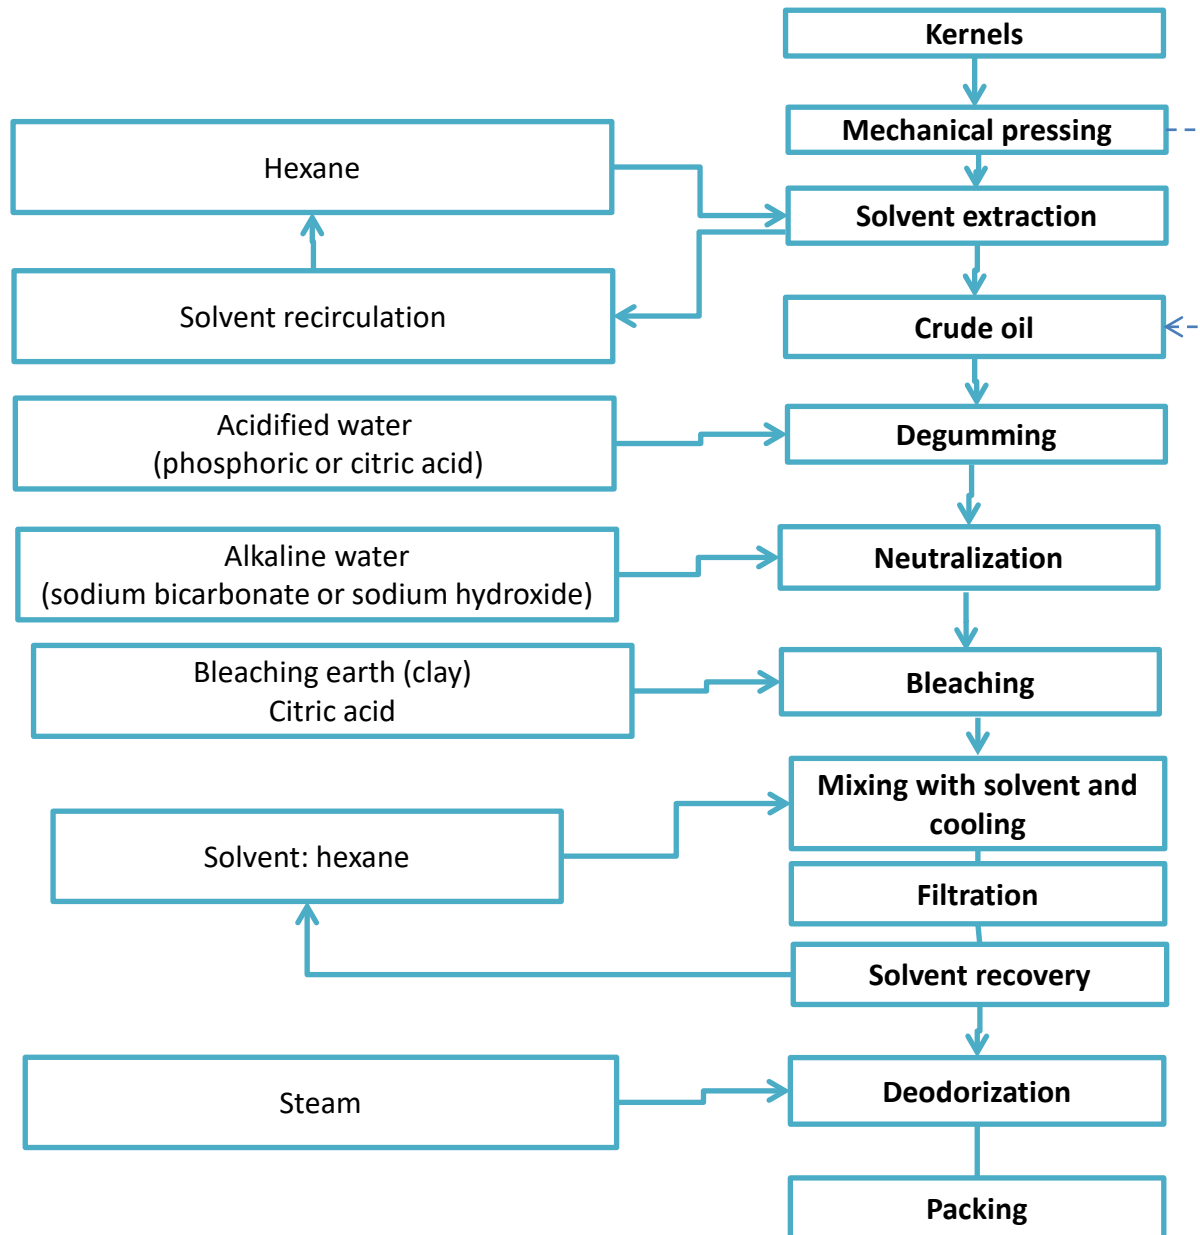 Kernels
Mechanical pressing
Hexane
Solvent extraction
Solvent recirculation
Crude oil
Acidified water
(phosphoric or citric acid)
Degumming
Alkaline water
(sodium bicarbonate or sodium hydroxide)
Neutralization
Bleaching earth (clay)
Citric acid
Bleaching
Mixing with solvent and
cooling
Solvent: hexane
Filtration
Solvent recovery
Steam
Deodorization
Packing